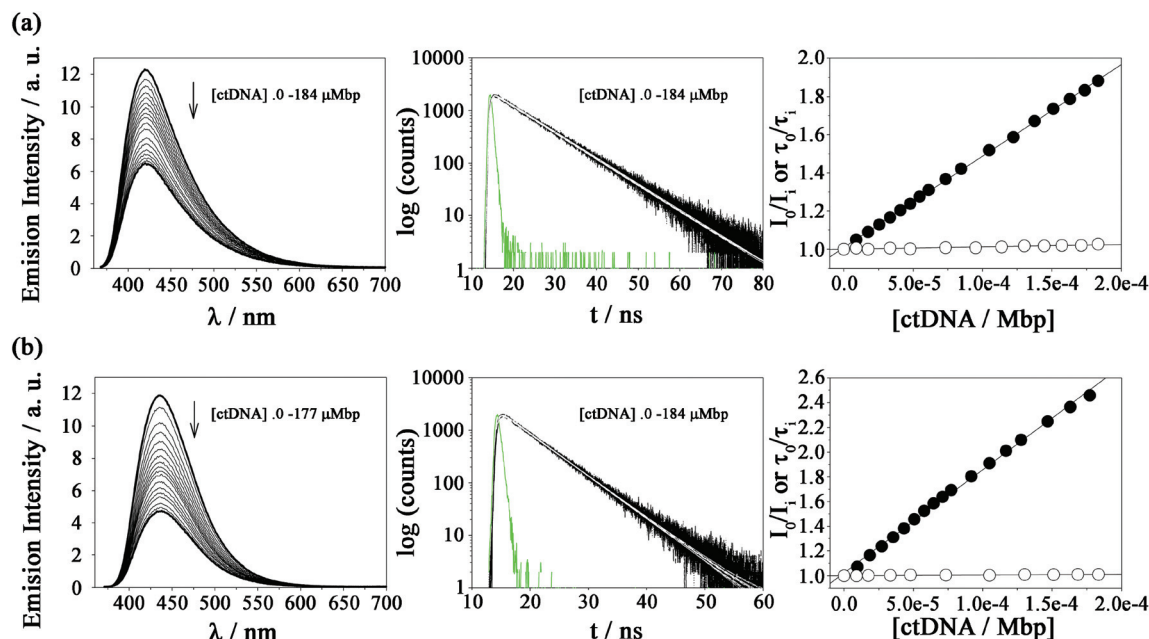 (a)
Emission Intensity / a. u.
12
10
8
6
4
2
0
[ctDNA] .0 -184 μMbp
400 450 500 550 600 650 700
λ / nm
log (counts)
10000
1000
100
10
1
[ctDNA] .0 -184 μMbp
10 20 30 40 50 60 70 80
t / ns
I0/Ii or τ0/τi
2.0
1.8
1.6
1.4
1.2
1.0
0.0 5.0e-5 1.0e-4 1.5e-4 2.0e-4
[ctDNA / Mbp]
(b)
Emission Intensity / a. u.
12
10
8
6
4
2
0
[ctDNA] .0 -177 μMbp
400 450 500 550 600 650 700
λ / nm
log (counts)
10000
1000
100
10
1
[ctDNA] .0 -184 μMbp
10 20 30 40 50 60
t / ns
I0/Ii or τ0/τi
2.6
2.4
2.2
2.0
1.8
1.6
1.4
1.2
1.0
0.0 5.0e-5 1.0e-4 1.5e-4 2.0e-4
[ctDNA / Mbp]